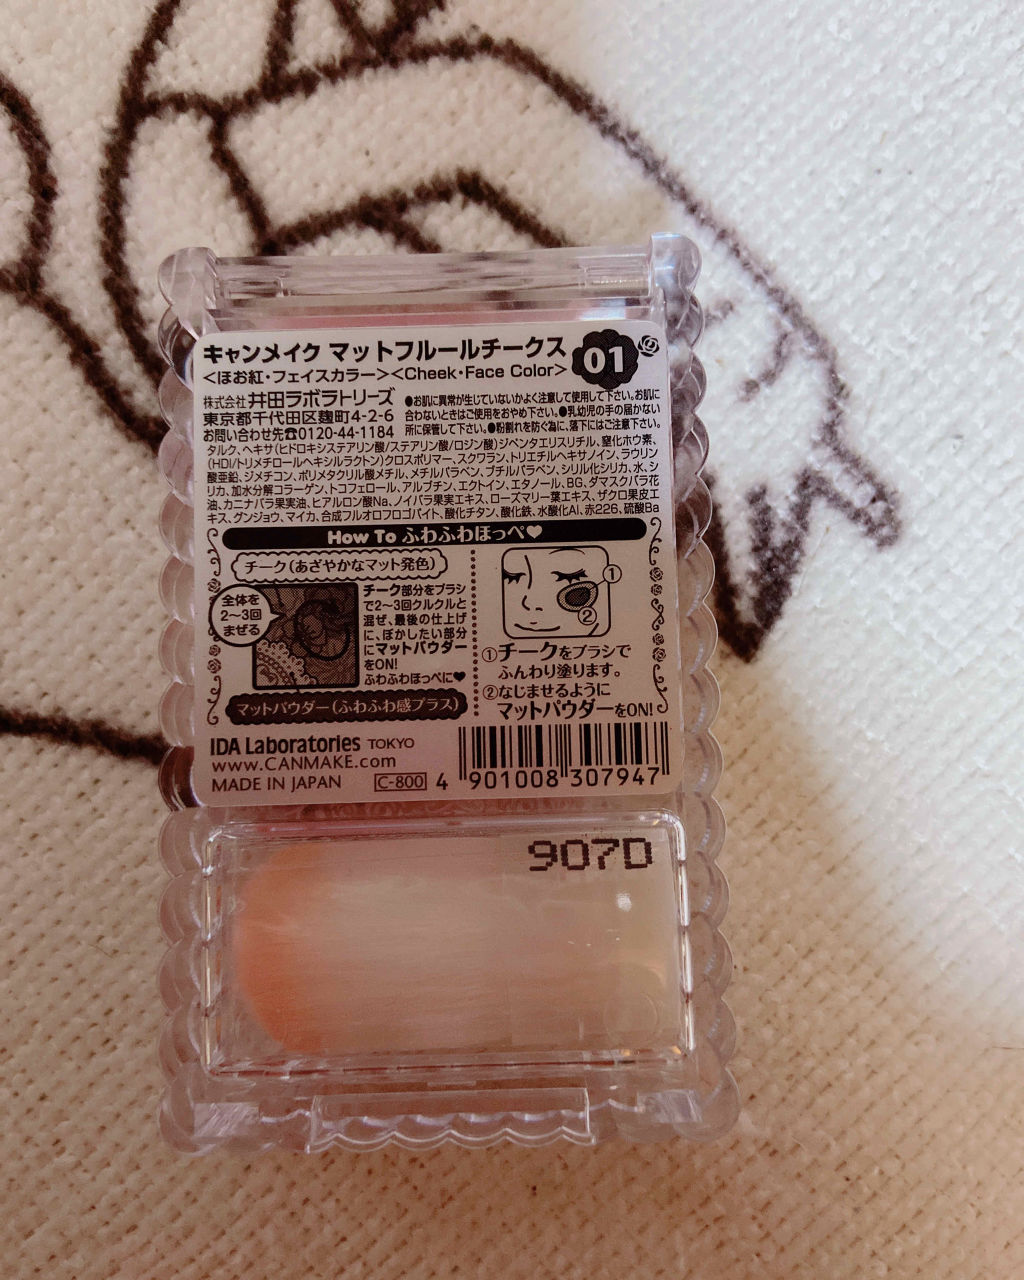 キャンメイク マットフルールチークス
01
<ほお紅・フェイスカラー><Cheek・Face Color>
株式会社 井田ラボラトリーズ
東京都千代田区麹町4-2-6
お問い合わせ先☎0120-44-1184
●お肌に異常が生じていないかよく注意して使用して下さい。お肌に
合わないときはご使用をおやめ下さい。●乳幼児の手の届かない
所に保管して下さい。●粉割れを防ぐ為に、落下にはご注意下さい。
タルク、ヘキサ(ヒドロキシステアリン酸/ステアリン酸/ロジン酸)ジペンタエリスリチル、窒化ホウ素、
(HDI/トリメチロールヘキシルラクトン)クロスポリマー、スクワラン、トリエチルヘキサノイン、ラウリン
酸亜鉛、ジメチコン、ポリメタクリル酸メチル、メチルパラベン、ブチルパラベン、シリル化シリカ、水、シ
リカ、加水分解コラーゲン、トコフェロール、アルブチン、エクトイン、エタノール、BG、ダマスクバラ花
油、カニナバラ果実油、ヒアルロン酸Na、ノイバラ果実エキス、ローズマリー葉エキス、ザクロ果皮エ
キス、グンジョウ、マイカ、合成フルオロフロゴパイト、酸化チタン、酸化鉄、水酸化Al、赤226、硫酸Ba
How To ふわふわほっぺ♥
チーク(あざやかなマット発色)
全体を
2〜3回
まぜる
チーク部分をブラシ
で2〜3回クルクルと
混ぜ、最後の仕上げ
に、ぼかしたい部分
にマットパウダー
をON!
ふわふわほっぺに♥
マットパウダー(ふわふわ感プラス)
①
②
①チークをブラシで
ふんわり塗ります。
②なじませるように
マットパウダーをON!
IDA Laboratories TOKYO
www.CANMAKE.com
MADE IN JAPAN C-800
4 901008 307947
907D